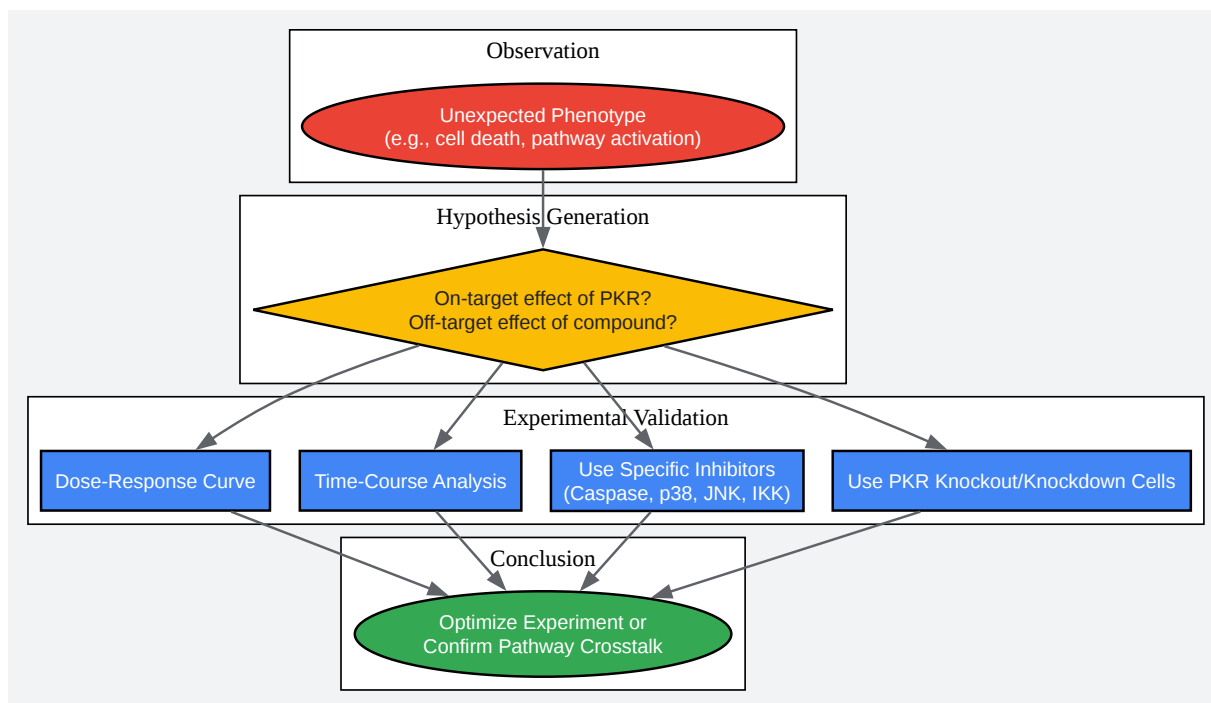 Observation
Unexpected Phenotype
(e.g., cell death, pathway activation)
Hypothesis Generation
On-target effect of PKR?
Off-target effect of compound?
Experimental Validation
Dose-Response Curve
Time-Course Analysis
Use Specific Inhibitors
(Caspase, p38, JNK, IKK)
Use PKR Knockout/Knockdown Cells
Conclusion
Optimize Experiment or
Confirm Pathway Crosstalk